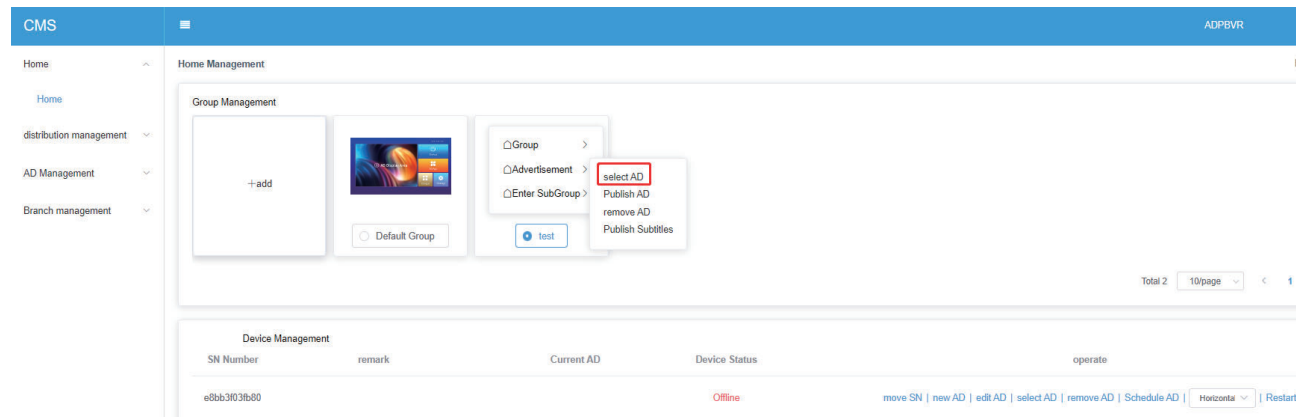 CMS
ADPBVR
Home
Home Management
Home
Group Management
distribution management
AD Management
Branch management
+add
Default Group
Group
Advertisement
Enter SubGroup
test
select AD
Publish AD
remove AD
Publish Subtitles
Total 2 10/page < 1
Device Management
SN Number remark Current AD Device Status operate
e8bb3f03fb80 Offline move SN | new AD | edit AD | select AD | remove AD | Schedule AD | Horizontal | Restart